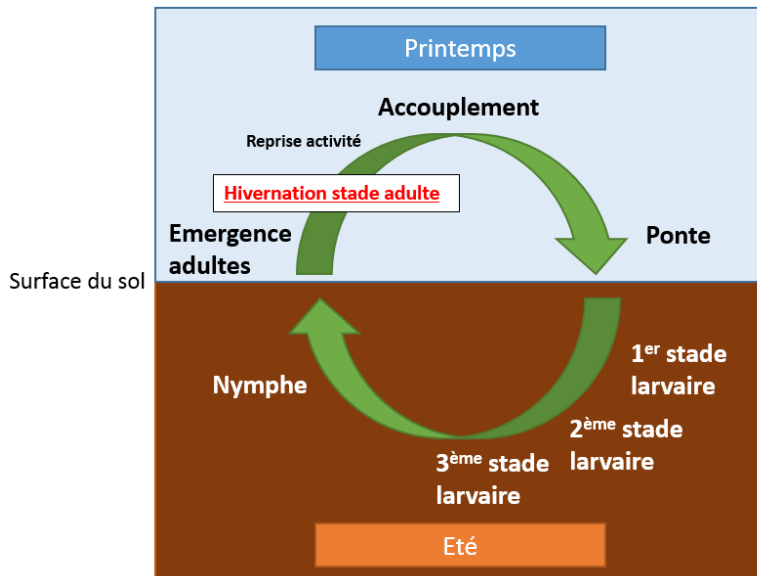 Printemps
Accouplement
Reprise activité
Hivernation stade adulte
Emergence
adultes
Ponte
Surface du sol
1er stade
larvaire
Nymphe
2ème stade
larvaire
3ème stade
larvaire
Eté